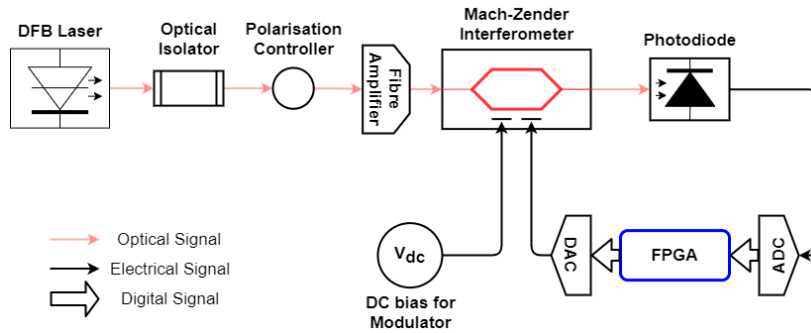 DFB Laser
Optical
Isolator
Polarisation
Controller
Fibre
Amplifier
Mach-Zender
Interferometer
Photodiode
Optical Signal
Electrical Signal
Digital Signal
Vdc
DC bias for
Modulator
DAC
FPGA
ADC